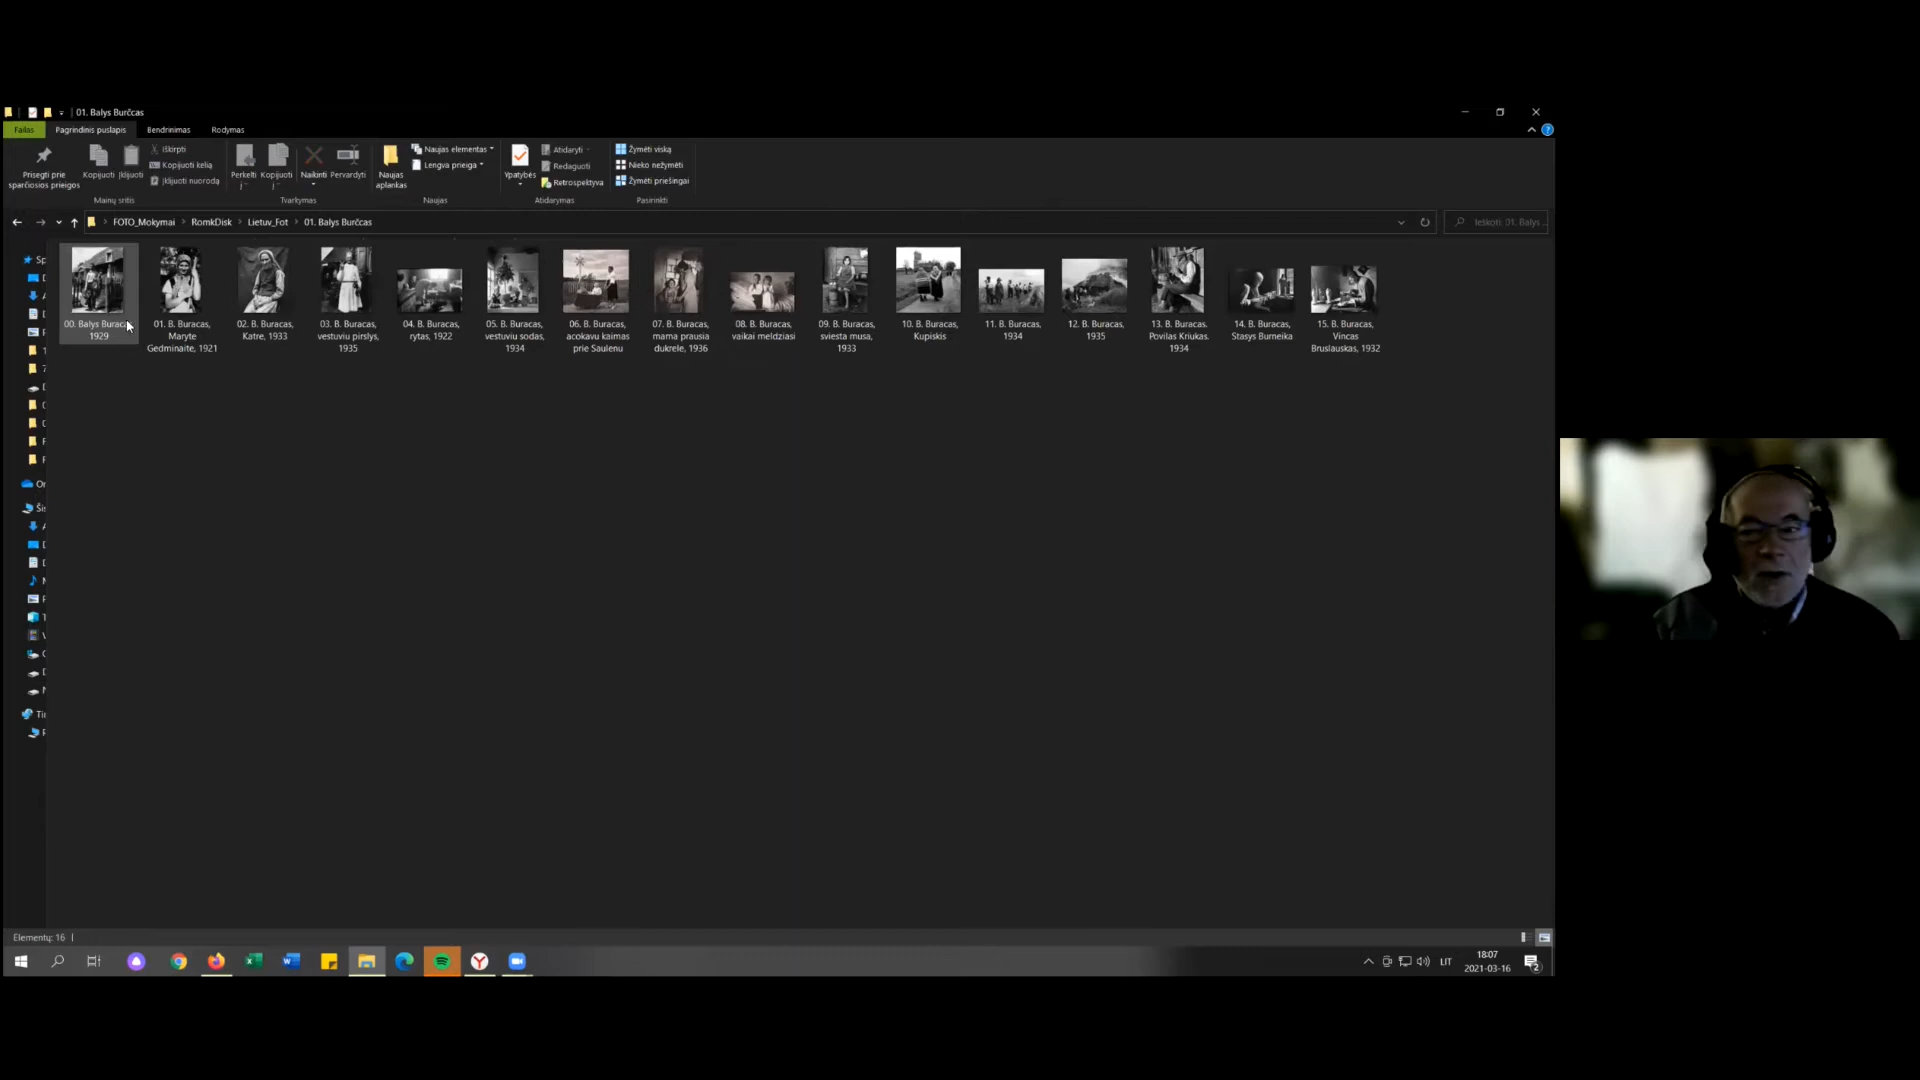 01. Balys Burčcas
Failas Pagrindinis puslapis Bendrinimas Rodymas
Prisegti prie
sparčiosios prieigos
Kopijuoti
Įklijuoti
Iškirpti
Kopijuoti kelią
Įklijuoti nuorodą
Perkelti
į
Kopijuoti
į
Naikinti
Pervardyti
Naujas
aplankas
Naujas elementas
Lengva prieiga
Ypatybės
Atidaryti
Redaguoti
Retrospektyva
Žymėti viską
Nieko nežymėti
Žymėti priešingai
Mainų sritis Tvarkymas Naujas Atidarymas Pasirinkti
FOTO_Mokymai RomkDisk Lietuv_Fot 01. Balys Burčcas
Ieškoti: 01. Balys ...
00. Balys Buracas,
1929
01. B. Buracas,
Maryte
Gedminaite, 1921
02. B. Buracas,
Katre, 1933
03. B. Buracas,
vestuviu pirslys,
1935
04. B. Buracas,
rytas, 1922
05. B. Buracas,
vestuviu sodas,
1934
06. B. Buracas,
acokavu kaimas
prie Saulenu
07. B. Buracas,
mama prausia
dukrele, 1936
08. B. Buracas,
vaikai meldziasi
09. B. Buracas,
sviesta musa,
1933
10. B. Buracas,
Kupiskis
11. B. Buracas,
1934
12. B. Buracas,
1935
13. B. Buracas.
Povilas Kriukas.
1934
14. B. Buracas,
Stasys Burneika
15. B. Buracas,
Vincas
Bruslauskas, 1932
Elementų: 16
LIT
18:07
2021-03-16
2